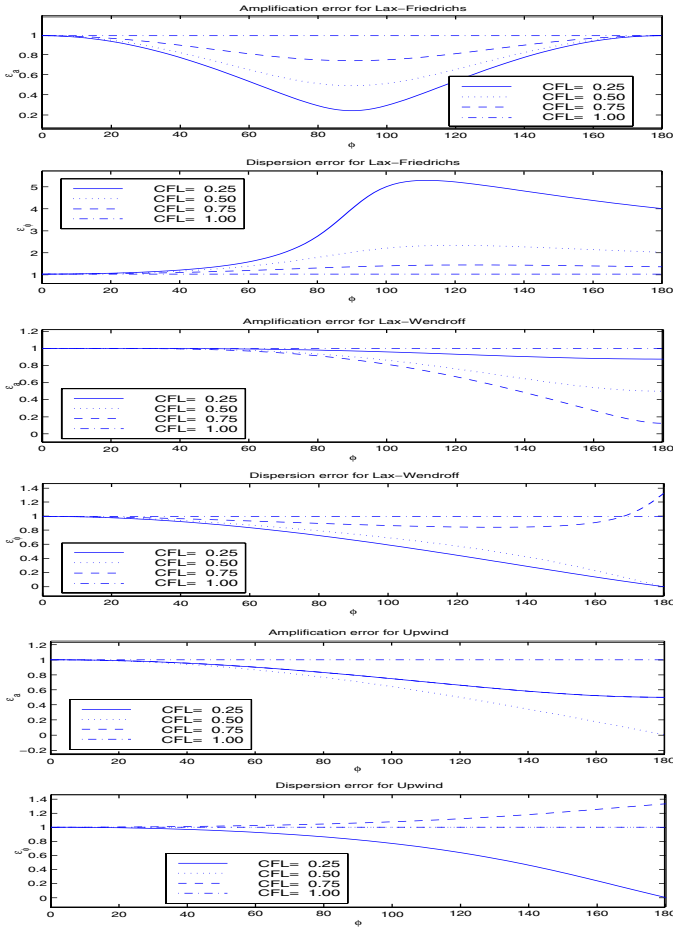 Amplification error for Lax−Friedrichs
1
0.8
0.6
0.4
0.2
εa
CFL= 0.25
CFL= 0.50
CFL= 0.75
CFL= 1.00
0 20 40 60 80 100 120 140 160 180
ϕ
Dispersion error for Lax−Friedrichs
5
4
3
2
1
εϕ
CFL= 0.25
CFL= 0.50
CFL= 0.75
CFL= 1.00
0 20 40 60 80 100 120 140 160 180
ϕ
Amplification error for Lax−Wendroff
1.2
1
0.8
0.6
0.4
0.2
0
εa
CFL= 0.25
CFL= 0.50
CFL= 0.75
CFL= 1.00
0 20 40 60 80 100 120 140 160 180
ϕ
Dispersion error for Lax−Wendroff
1.4
1.2
1
0.8
0.6
0.4
0.2
0
εϕ
CFL= 0.25
CFL= 0.50
CFL= 0.75
CFL= 1.00
0 20 40 60 80 100 120 140 160 180
ϕ
Amplification error for Upwind
1.2
1
0.8
0.6
0.4
0.2
0
−0.2
εa
CFL= 0.25
CFL= 0.50
CFL= 0.75
CFL= 1.00
0 20 40 60 80 100 120 140 160 180
ϕ
Dispersion error for Upwind
1.4
1.2
1
0.8
0.6
0.4
0.2
0
εϕ
CFL= 0.25
CFL= 0.50
CFL= 0.75
CFL= 1.00
0 20 40 60 80 100 120 140 160 180
ϕ